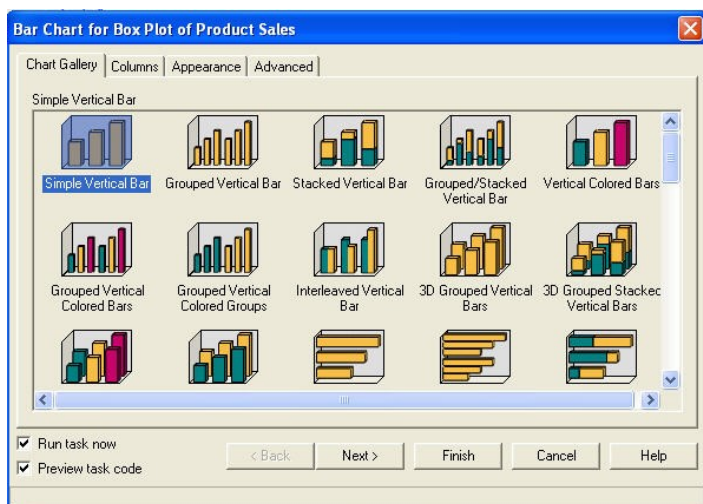 Bar Chart for Box Plot of Product Sales
Chart Gallery Columns Appearance Advanced
Simple Vertical Bar
Simple Vertical Bar Grouped Vertical Bar Stacked Vertical Bar Grouped/Stacked Vertical Bar Vertical Colored Bars
Grouped Vertical Colored Bars Grouped Vertical Colored Groups Interleaved Vertical Bar 3D Grouped Vertical Bars 3D Grouped Stacked Vertical Bars
Run task now
Preview task code
< Back Next > Finish Cancel Help